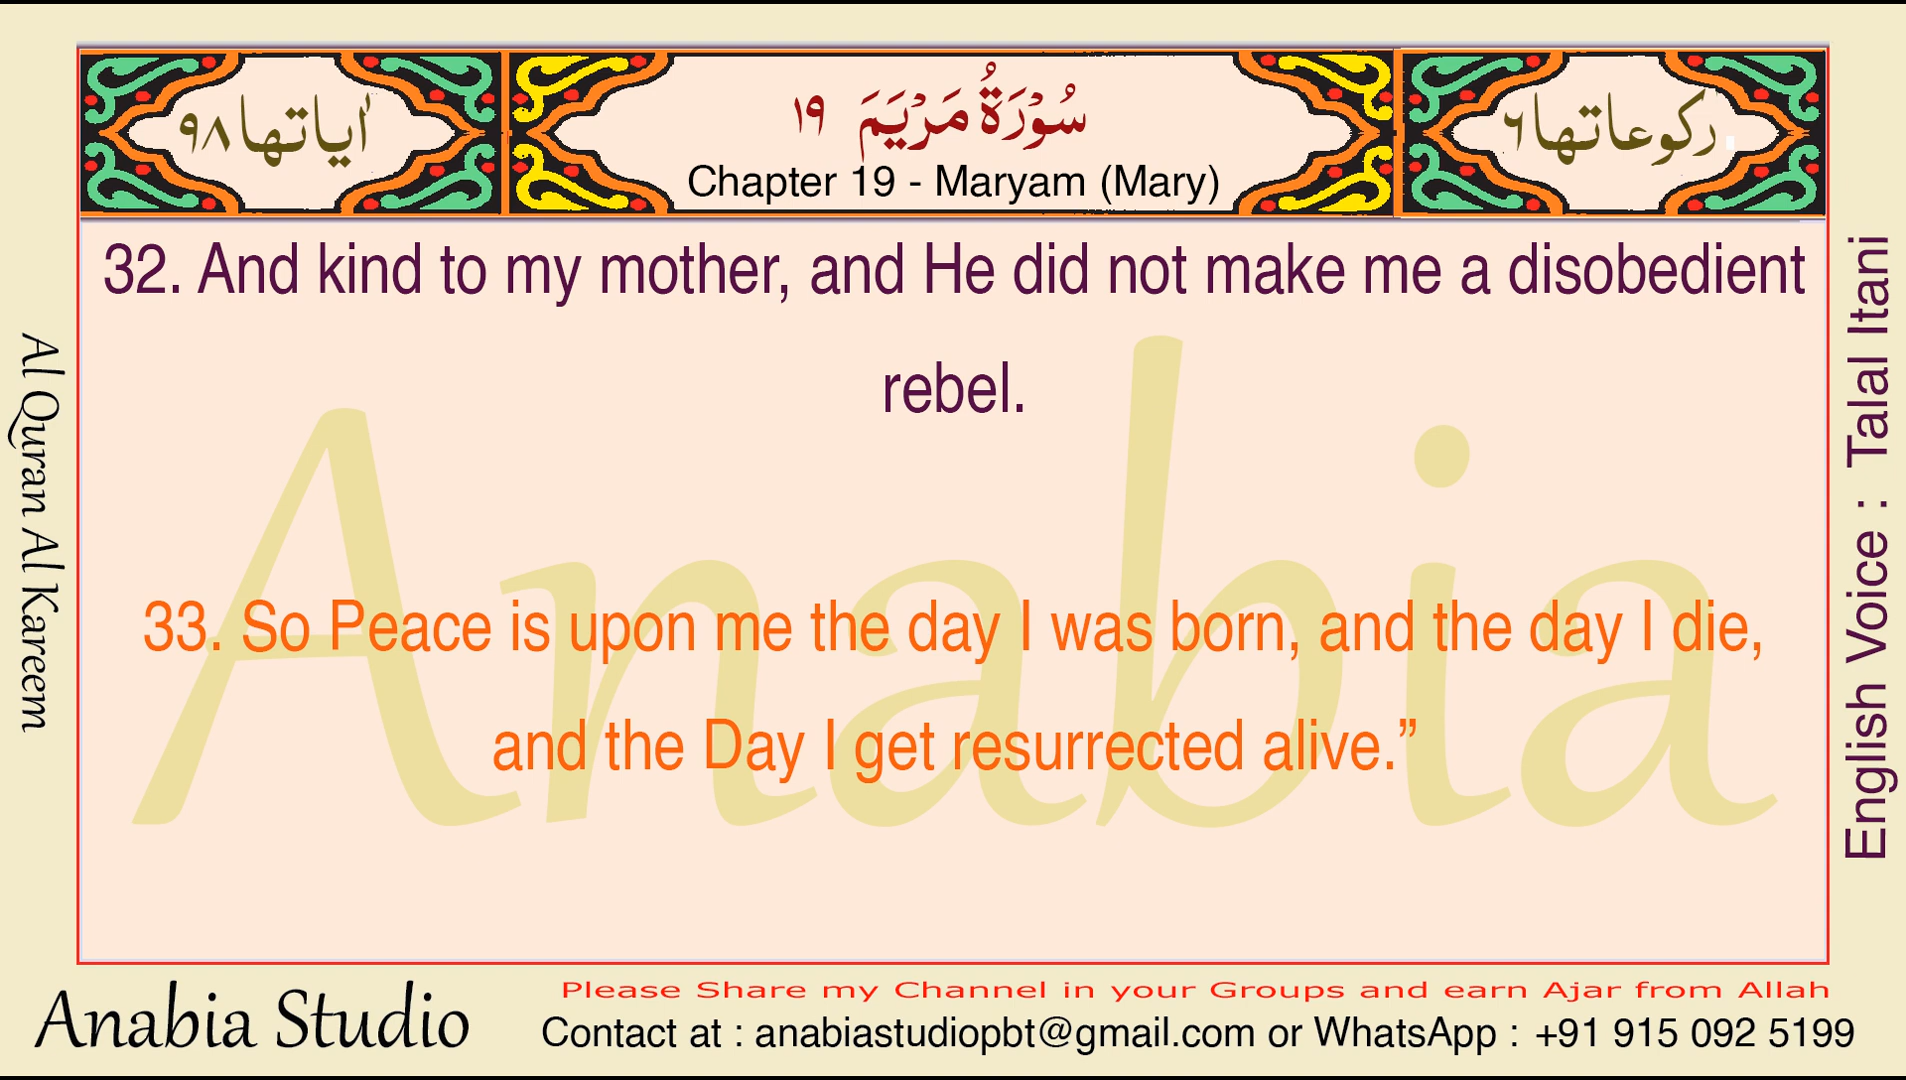 اٰیاتها ۹۸
سُوْرَةُ مَرْيَمَ ۱۹
رکوعاتها ۶
Chapter 19 - Maryam (Mary)
32. And kind to my mother, and He did not make me a disobedient
rebel.
33. So Peace is upon me the day I was born, and the day I die,
and the Day I get resurrected alive.”
Anabia
Al Quran Al Kareem
English Voice : Talal Itani
Anabia Studio
Please Share my Channel in your Groups and earn Ajar from Allah
Contact at : anabiastudiopbt@gmail.com or WhatsApp : +91 915 092 5199